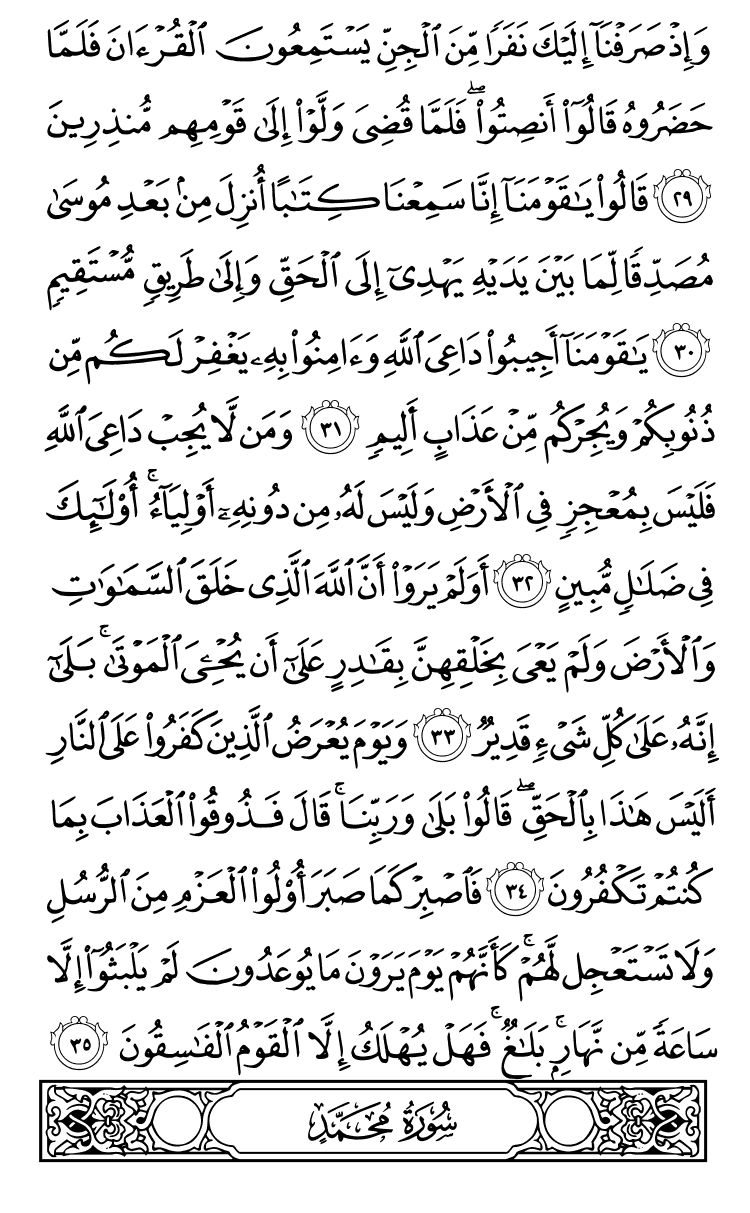 وَإِذۡ صَرَفۡنَآ إِلَيۡكَ نَفَرٗا مِّنَ ٱلۡجِنِّ يَسۡتَمِعُونَ ٱلۡقُرۡءَانَ فَلَمَّا
حَضَرُوهُ قَالُوٓاْ أَنصِتُواْۖ فَلَمَّا قُضِيَ وَلَّوۡاْ إِلَىٰ قَوۡمِهِم مُّنذِرِينَ
٢٩ قَالُواْ يَٰقَوۡمَنَآ إِنَّا سَمِعۡنَا كِتَٰبًا أُنزِلَ مِنۢ بَعۡدِ مُوسَىٰ
مُصَدِّقٗا لِّمَا بَيۡنَ يَدَيۡهِ يَهۡدِيٓ إِلَى ٱلۡحَقِّ وَإِلَىٰ طَرِيقٖ مُّسۡتَقِيمٖ
٣٠ يَٰقَوۡمَنَآ أَجِيبُواْ دَاعِيَ ٱللَّهِ وَءَامِنُواْ بِهِۦ يَغۡفِرۡ لَكُم مِّن
ذُنُوبِكُمۡ وَيُجِرۡكُم مِّنۡ عَذَابٍ أَلِيمٖ ٣١ وَمَن لَّا يُجِبۡ دَاعِيَ ٱللَّهِ
فَلَيۡسَ بِمُعۡجِزٖ فِي ٱلۡأَرۡضِ وَلَيۡسَ لَهُۥ مِن دُونِهِۦٓ أَوۡلِيَآءُۚ أُوْلَٰٓئِكَ
فِي ضَلَٰلٖ مُّبِينٍ ٣٢ أَوَلَمۡ يَرَوۡاْ أَنَّ ٱللَّهَ ٱلَّذِي خَلَقَ ٱلسَّمَٰوَٰتِ
وَٱلۡأَرۡضَ وَلَمۡ يَعۡيَ بِخَلۡقِهِنَّ بِقَٰدِرٍ عَلَىٰٓ أَن يُحۡـِۧيَ ٱلۡمَوۡتَىٰۚ بَلَىٰٓ
إِنَّهُۥ عَلَىٰ كُلِّ شَيۡءٖ قَدِيرٞ ٣٣ وَيَوۡمَ يُعۡرَضُ ٱلَّذِينَ كَفَرُواْ عَلَى ٱلنَّارِ
أَلَيۡسَ هَٰذَا بِٱلۡحَقِّۖ قَالُواْ بَلَىٰ وَرَبِّنَاۚ قَالَ فَذُوقُواْ ٱلۡعَذَابَ بِمَا
كُنتُمۡ تَكۡفُرُونَ ٣٤ فَٱصۡبِرۡ كَمَا صَبَرَ أُوْلُواْ ٱلۡعَزۡمِ مِنَ ٱلرُّسُلِ
وَلَا تَسۡتَعۡجِل لَّهُمۡۚ كَأَنَّهُمۡ يَوۡمَ يَرَوۡنَ مَا يُوعَدُونَ لَمۡ يَلۡبَثُوٓاْ إِلَّا
سَاعَةٗ مِّن نَّهَارِۭۚ بَلَٰغٞۚ فَهَلۡ يُهۡلَكُ إِلَّا ٱلۡقَوۡمُ ٱلۡفَٰسِقُونَ ٣٥
سُورَةُ مُحَمَّدٍ